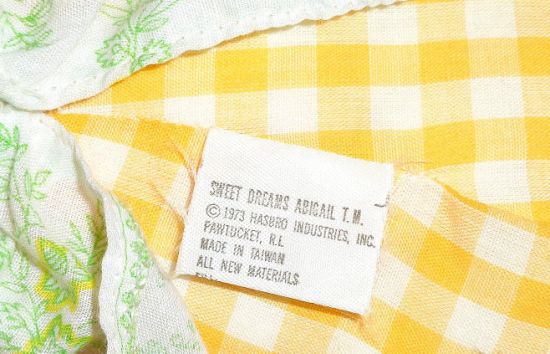 SWEET DREAMS ABIGAIL T.M.
© 1973 HASBRO INDUSTRIES, INC.
PAWTUCKET, R.I.
MADE IN TAIWAN
ALL NEW MATERIALS